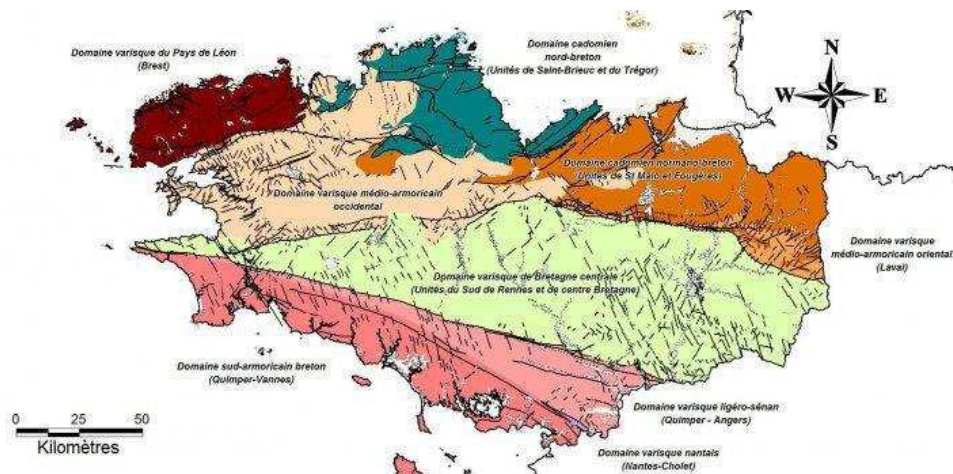 Domaine varisque du Pays de Léon
(Brest)
Domaine cadomien
nord-breton
(Unités de Saint-Brieuc et du Trégor)
N
W
E
S
Domaine cadomien normano-breton
(Unités de St Malo et Fougères)
Domaine varisque médio-armoricain
occidental
Domaine varisque
médio-armoricain oriental
(Laval)
Domaine varisque de Bretagne centrale
(Unités du Sud de Rennes et de centre Bretagne)
Domaine sud-armoricain breton
(Quimper-Vannes)
Domaine varisque ligéro-sénan
(Quimper - Angers)
Domaine varisque nantais
(Nantes-Cholet)
0 25 50
Kilomètres